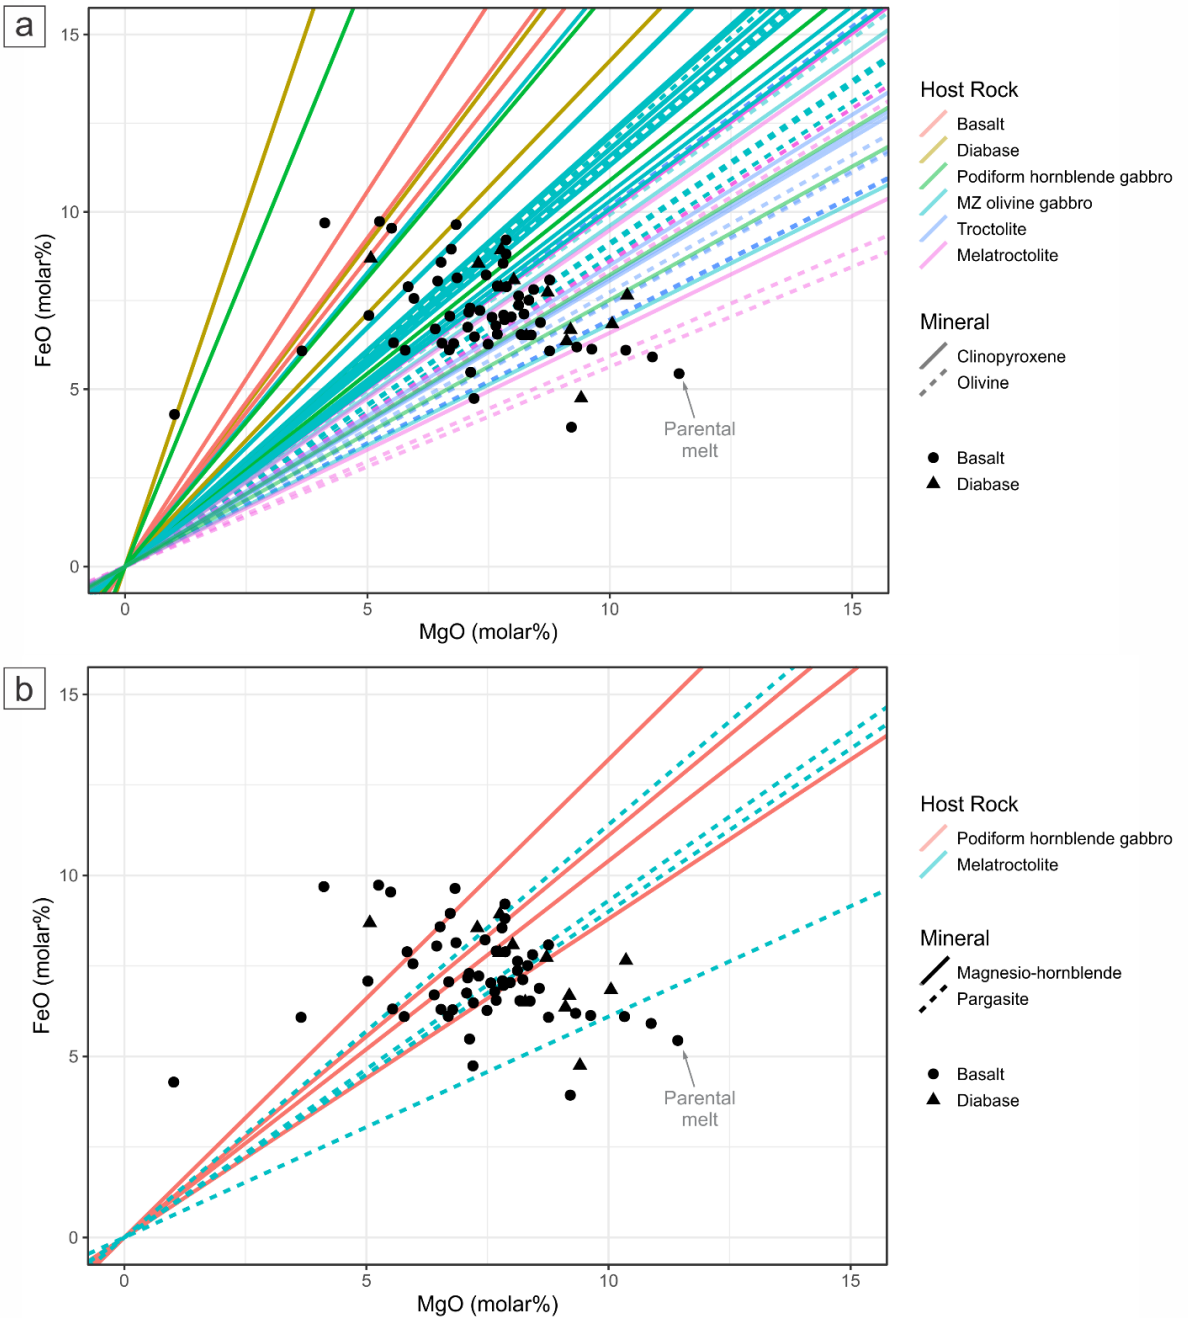 a
15
10
5
0
FeO (molar%)
0
5
10
15
MgO (molar%)
Parental
melt
Host Rock
Basalt
Diabase
Podiform hornblende gabbro
MZ olivine gabbro
Troctolite
Melatroctolite
Mineral
Clinopyroxene
Olivine
Basalt
Diabase
b
15
10
5
0
FeO (molar%)
0
5
10
15
MgO (molar%)
Parental
melt
Host Rock
Podiform hornblende gabbro
Melatroctolite
Mineral
Magnesio-hornblende
Pargasite
Basalt
Diabase